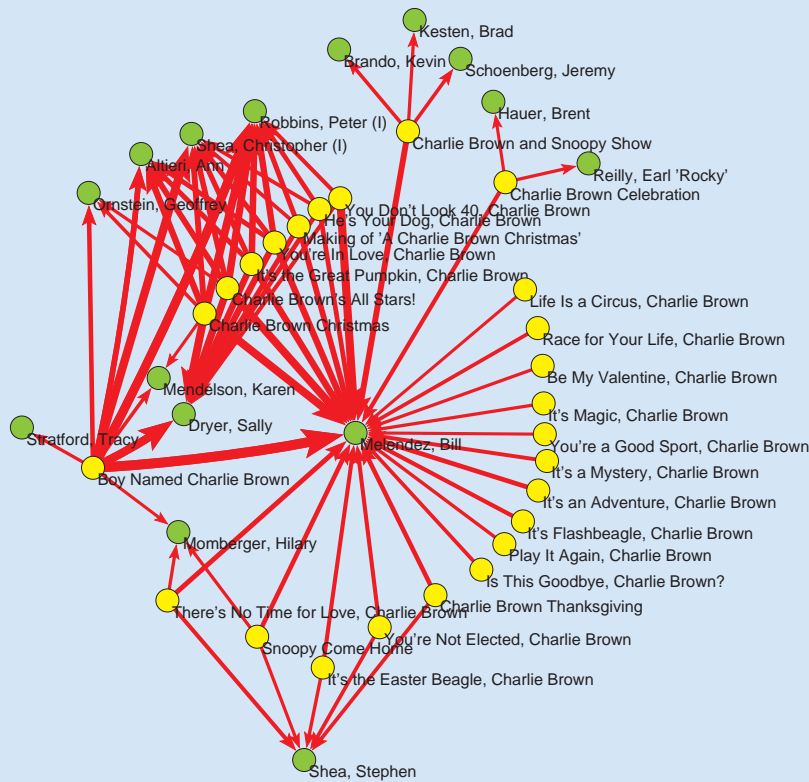 Kesten, Brad
Brando, Kevin
Schoenberg, Jeremy
Hauer, Brent
Robbins, Peter (I)
Charlie Brown and Snoopy Show
Shea, Christopher (I)
Altieri, Ann
Reilly, Earl ’Rocky’
Charlie Brown Celebration
Ornstein, Geoffrey
You Don’t Look 40, Charlie Brown
He’s Your Dog, Charlie Brown
Making of ’A Charlie Brown Christmas’
You’re In Love, Charlie Brown
It’s the Great Pumpkin, Charlie Brown
Charlie Brown’s All Stars!
Life Is a Circus, Charlie Brown
Charlie Brown Christmas
Race for Your Life, Charlie Brown
Be My Valentine, Charlie Brown
Mendelson, Karen
It’s Magic, Charlie Brown
Dryer, Sally
Stratford, Tracy
Melendez, Bill
You’re a Good Sport, Charlie Brown
It’s a Mystery, Charlie Brown
Boy Named Charlie Brown
It’s an Adventure, Charlie Brown
It’s Flashbeagle, Charlie Brown
Momberger, Hilary
Play It Again, Charlie Brown
Is This Goodbye, Charlie Brown?
Charlie Brown Thanksgiving
There’s No Time for Love, Charlie Brown
You’re Not Elected, Charlie Brown
Snoopy Come Home
It’s the Easter Beagle, Charlie Brown
Shea, Stephen